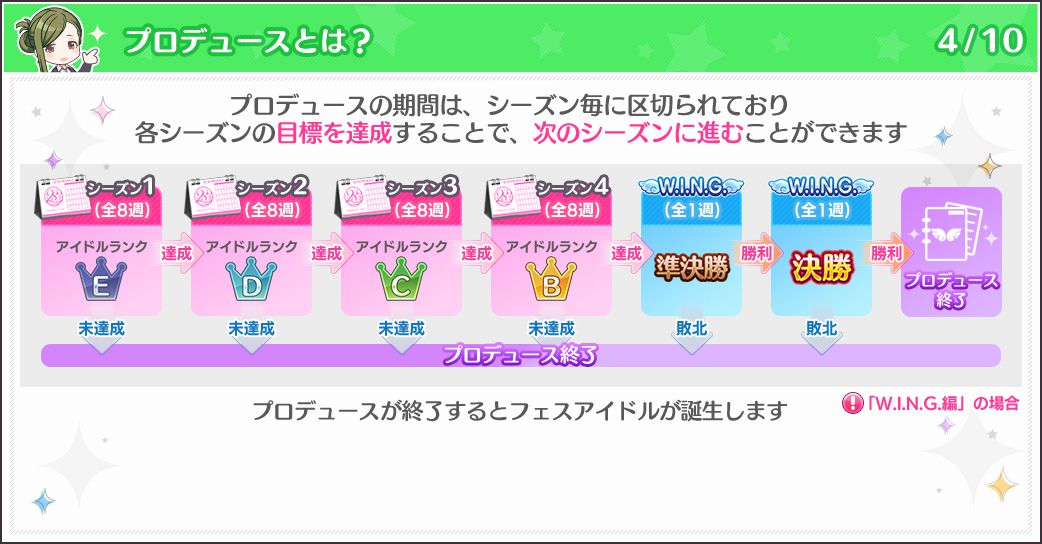 プロデュースとは?
4/10
プロデュースの期間は、シーズン毎に区切られており
各シーズンの目標を達成することで、次のシーズンに進むことができます
シーズン1
(全8週)
アイドルランク
E
未達成
達成
シーズン2
(全8週)
アイドルランク
D
未達成
達成
シーズン3
(全8週)
アイドルランク
C
未達成
達成
シーズン4
(全8週)
アイドルランク
B
未達成
達成
W.I.N.G.
(全1週)
準決勝
敗北
勝利
W.I.N.G.
(全1週)
決勝
敗北
勝利
プロデュース
終了
プロデュース終了
プロデュースが終了するとフェスアイドルが誕生します
「W.I.N.G.編」の場合